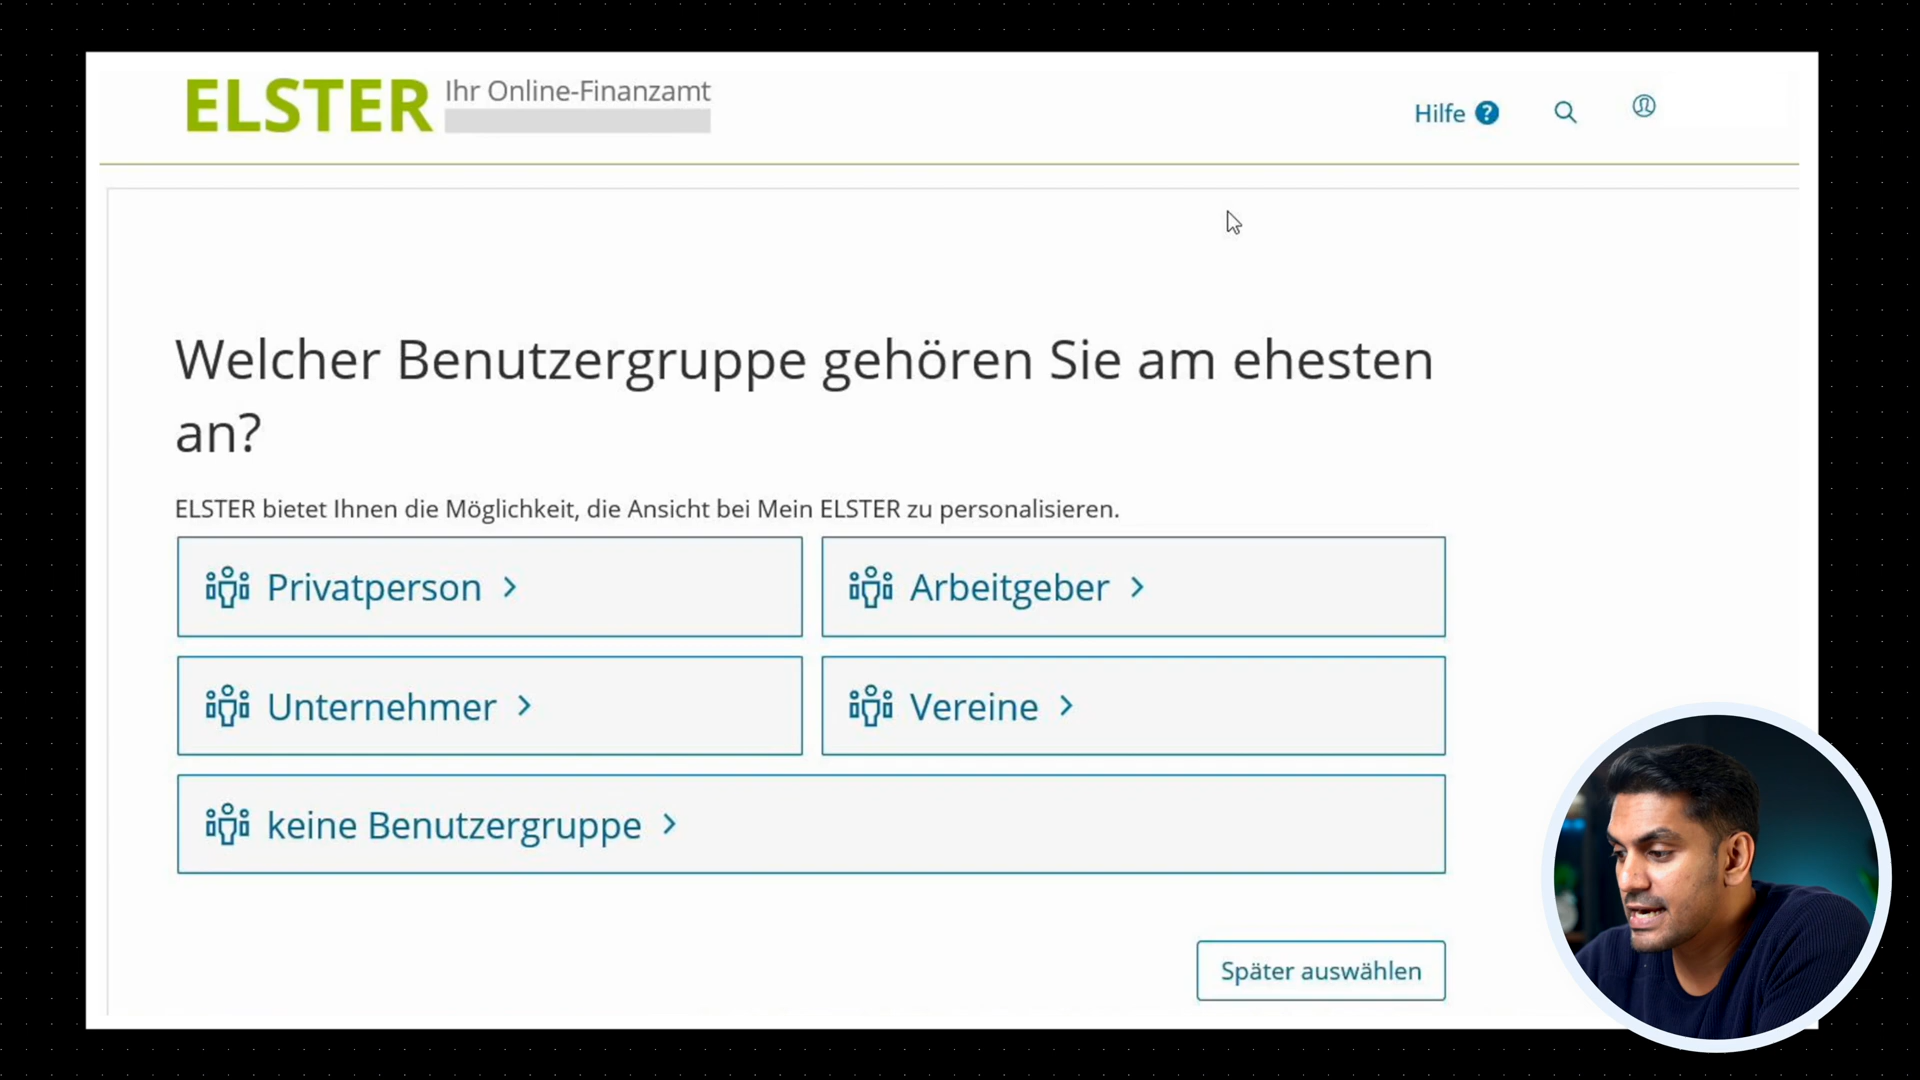 ELSTER Ihr Online-Finanzamt
Hilfe ?
Welcher Benutzergruppe gehören Sie am ehesten
an?
ELSTER bietet Ihnen die Möglichkeit, die Ansicht bei Mein ELSTER zu personalisieren.
Privatperson
Arbeitgeber
Unternehmer
Vereine
keine Benutzergruppe
Später auswählen